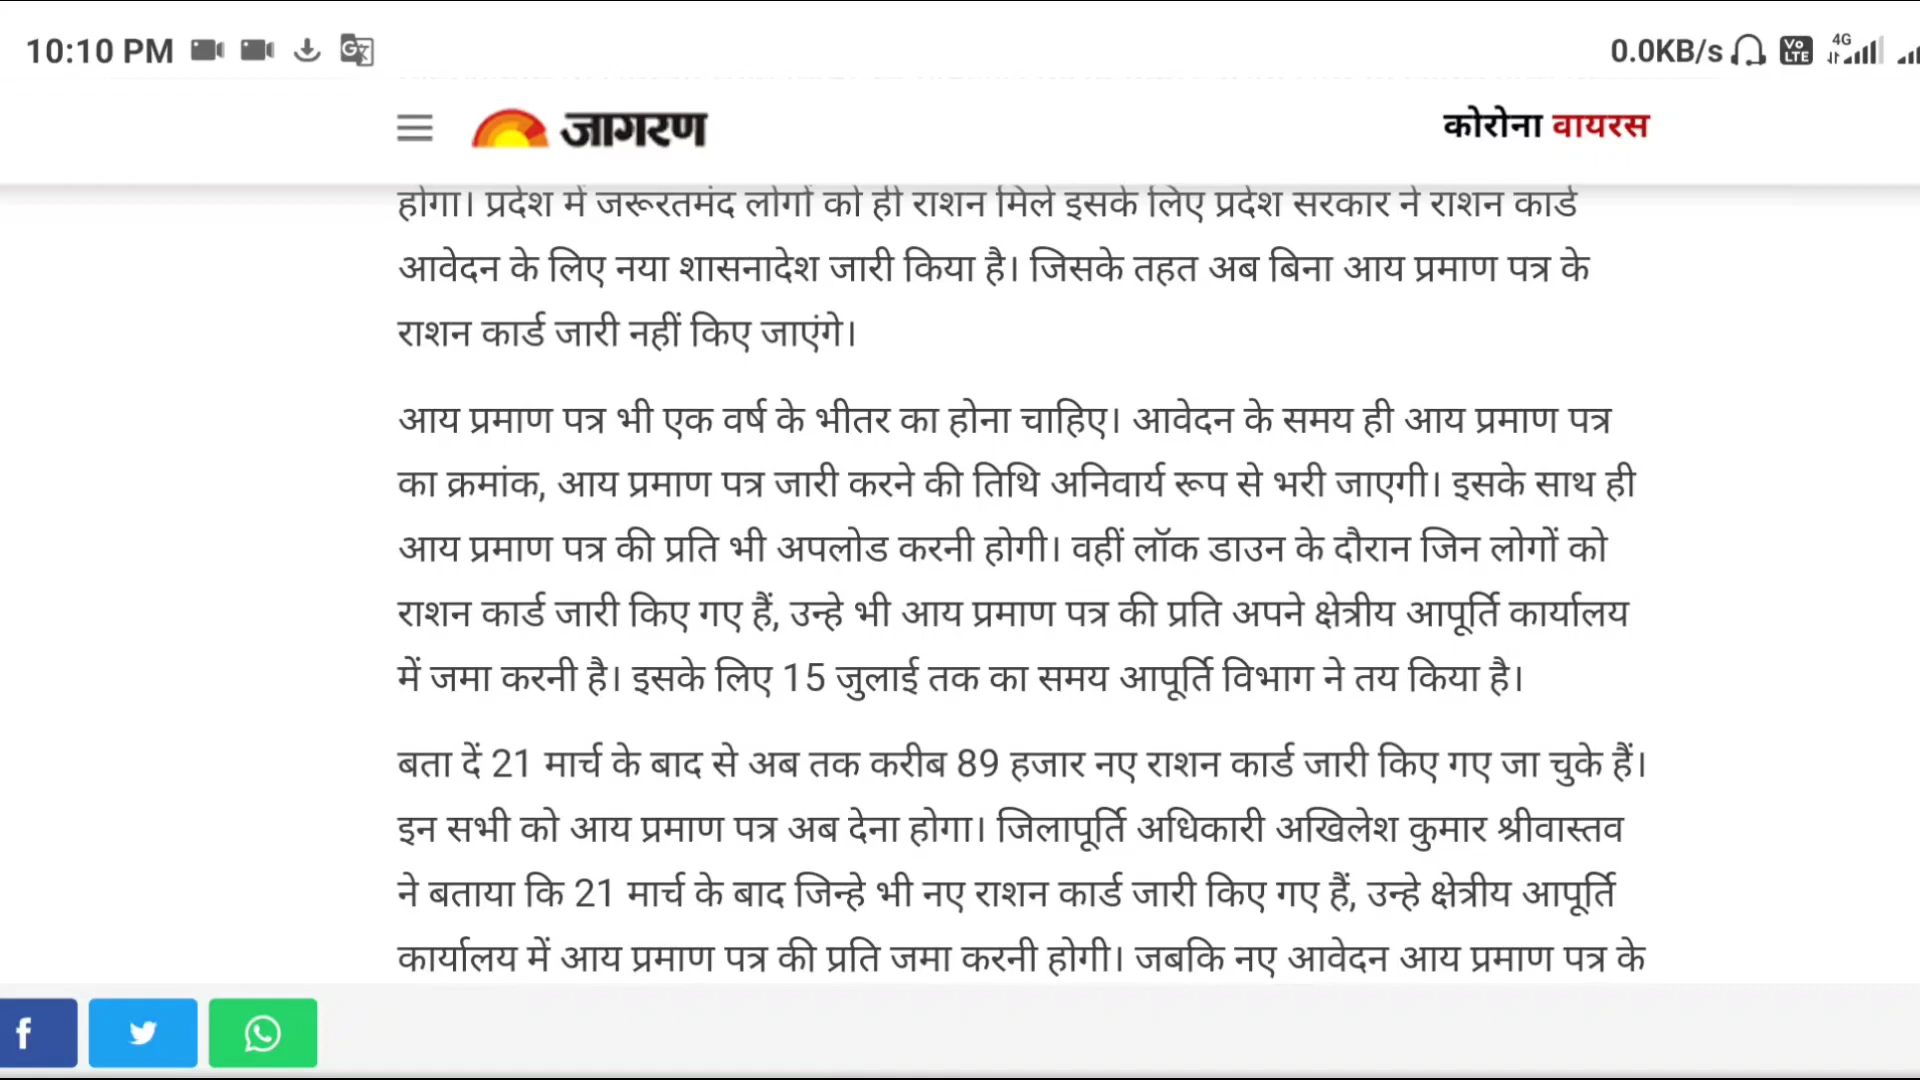 10:10 PM
0.0KB/s
Vo LTE
4G
जागरण
कोरोना वायरस
होगा। प्रदेश में जरूरतमंद लोगों को ही राशन मिले इसके लिए प्रदेश सरकार ने राशन कार्ड
आवेदन के लिए नया शासनादेश जारी किया है। जिसके तहत अब बिना आय प्रमाण पत्र के
राशन कार्ड जारी नहीं किए जाएंगे।
आय प्रमाण पत्र भी एक वर्ष के भीतर का होना चाहिए। आवेदन के समय ही आय प्रमाण पत्र
का क्रमांक, आय प्रमाण पत्र जारी करने की तिथि अनिवार्य रूप से भरी जाएगी। इसके साथ ही
आय प्रमाण पत्र की प्रति भी अपलोड करनी होगी। वहीं लॉक डाउन के दौरान जिन लोगों को
राशन कार्ड जारी किए गए हैं, उन्हे भी आय प्रमाण पत्र की प्रति अपने क्षेत्रीय आपूर्ति कार्यालय
में जमा करनी है। इसके लिए 15 जुलाई तक का समय आपूर्ति विभाग ने तय किया है।
बता दें 21 मार्च के बाद से अब तक करीब 89 हजार नए राशन कार्ड जारी किए गए जा चुके हैं।
इन सभी को आय प्रमाण पत्र अब देना होगा। जिलापूर्ति अधिकारी अखिलेश कुमार श्रीवास्तव
ने बताया कि 21 मार्च के बाद जिन्हे भी नए राशन कार्ड जारी किए गए हैं, उन्हे क्षेत्रीय आपूर्ति
कार्यालय में आय प्रमाण पत्र की प्रति जमा करनी होगी। जबकि नए आवेदन आय प्रमाण पत्र के